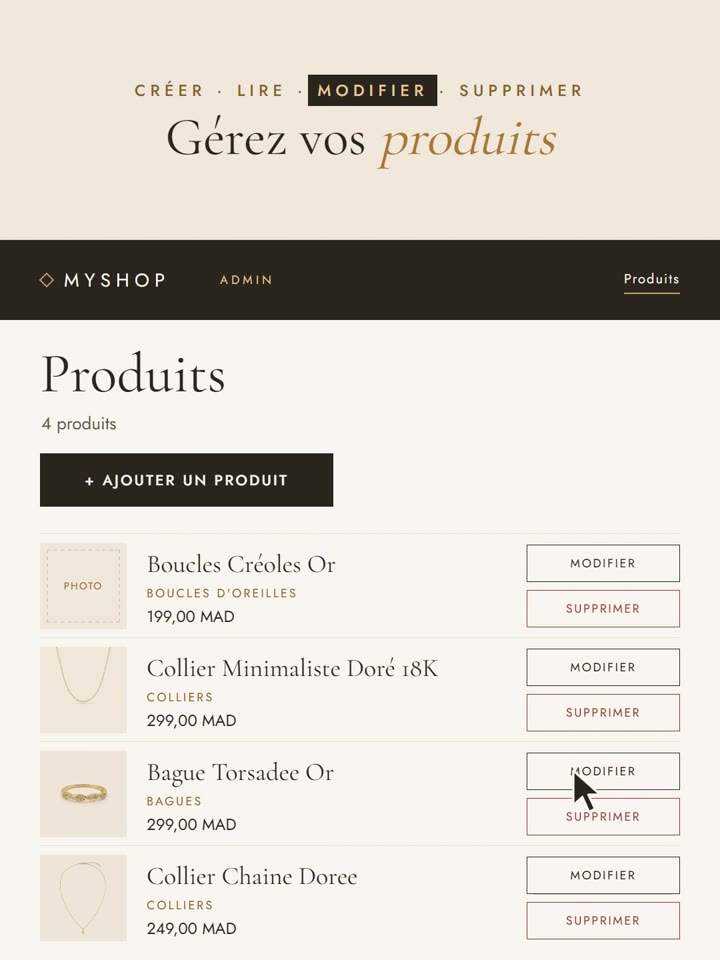 CRÉER · LIRE · MODIFIER · SUPPRIMER
Gérez vos produits
MYSHOP ADMIN Produits
Produits
4 produits
+ AJOUTER UN PRODUIT
PHOTO
Boucles Créoles Or
BOUCLES D'OREILLES
199,00 MAD
MODIFIER
SUPPRIMER
Collier Minimaliste Doré 18K
COLLIERS
299,00 MAD
MODIFIER
SUPPRIMER
Bague Torsadee Or
BAGUES
299,00 MAD
MODIFIER
SUPPRIMER
Collier Chaine Doree
COLLIERS
249,00 MAD
MODIFIER
SUPPRIMER